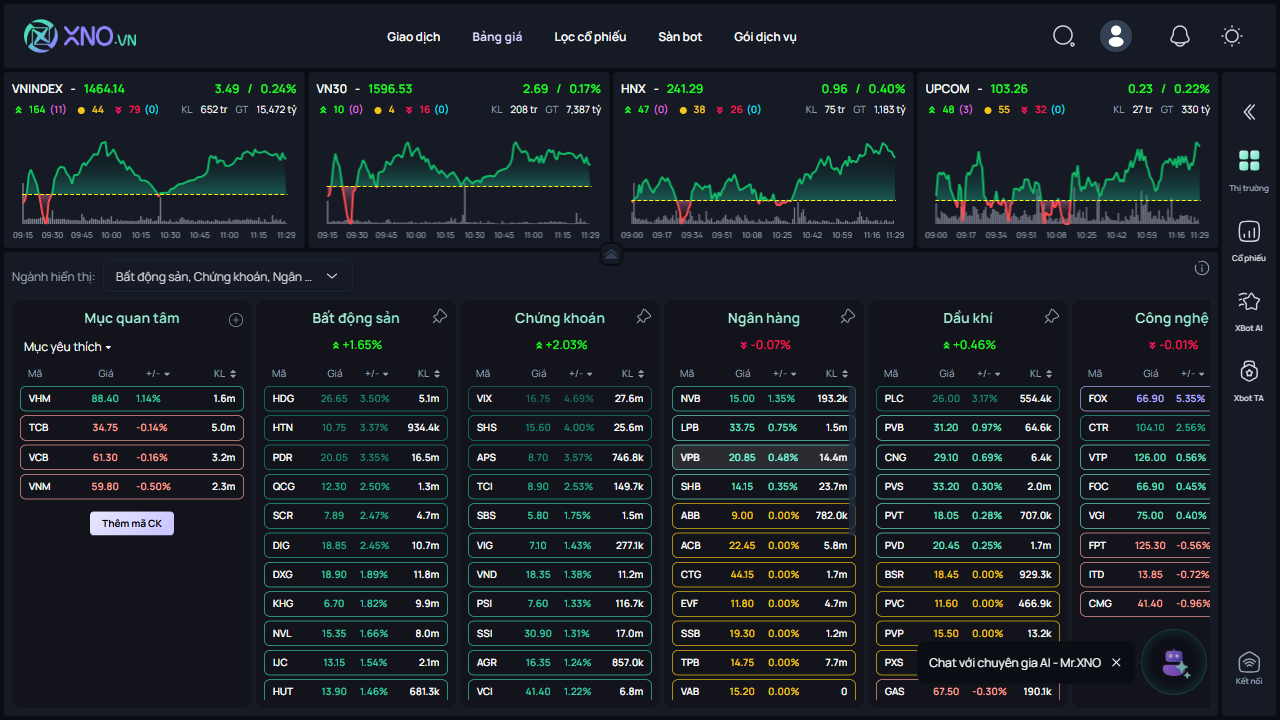 XNO.VN
Giao dịch Bảng giá Lọc cổ phiếu Sàn bot Gói dịch vụ
VNINDEX - 1464.14 3.49 / 0.24%
164 (11) 44 79 (0) KL 652 tr GT 15,472 tỷ
09:15 09:30 09:45 10:00 10:15 10:30 10:45 11:00 11:15 11:29
VN30 - 1596.53 2.69 / 0.17%
10 (0) 4 16 (0) KL 208 tr GT 7,387 tỷ
09:15 09:30 09:45 10:00 10:15 10:30 10:45 11:00 11:15 11:29
HNX - 241.29 0.96 / 0.40%
47 (0) 38 26 (0) KL 75 tr GT 1,183 tỷ
09:00 09:17 09:34 09:51 10:08 10:25 10:42 10:59 11:16 11:29
UPCOM - 103.26 0.23 / 0.22%
48 (3) 55 32 (0) KL 27 tr GT 330 tỷ
09:00 09:17 09:34 09:51 10:08 10:25 10:42 10:59 11:16 11:29
Thị trường
Cổ phiếu
XBot AI
Xbot TA
Kết nối
Ngành hiển thị: Bất động sản, Chứng khoán, Ngân ...
Mục quan tâm
Mục yêu thích
Mã Giá +/- KL
VHM 88.40 1.14% 1.6m
TCB 34.75 -0.14% 5.0m
VCB 61.30 -0.16% 3.2m
VNM 59.80 -0.50% 2.3m
Thêm mã CK
Bất động sản
+1.65%
Mã Giá +/- KL
HDG 26.65 3.50% 5.1m
HTN 10.75 3.37% 934.4k
PDR 20.05 3.35% 16.5m
QCG 12.30 2.50% 1.3m
SCR 7.89 2.47% 4.7m
DIG 18.85 2.45% 10.7m
DXG 18.90 1.89% 11.8m
KHG 6.70 1.82% 9.9m
NVL 15.35 1.66% 8.0m
IJC 13.15 1.54% 2.1m
HUT 13.90 1.46% 681.3k
Chứng khoán
+2.03%
Mã Giá +/- KL
VIX 16.75 4.69% 27.6m
SHS 15.60 4.00% 25.6m
APS 8.70 3.57% 746.8k
TCI 8.90 2.53% 149.7k
SBS 5.80 1.75% 1.5m
VIG 7.10 1.43% 277.1k
VND 18.35 1.38% 11.2m
PSI 7.60 1.33% 116.7k
SSI 30.90 1.31% 17.0m
AGR 16.35 1.24% 857.0k
VCI 41.40 1.22% 6.8m
Ngân hàng
-0.07%
Mã Giá +/- KL
NVB 15.00 1.35% 193.2k
LPB 33.75 0.75% 1.5m
VPB 20.85 0.48% 14.4m
SHB 14.15 0.35% 23.7m
ABB 9.00 0.00% 782.0k
ACB 22.45 0.00% 5.8m
CTG 44.15 0.00% 1.7m
EVF 11.80 0.00% 4.7m
SSB 19.30 0.00% 1.2m
TPB 14.75 0.00% 7.7m
VAB 15.20 0.00% 0
Dầu khí
+0.46%
Mã Giá +/- KL
PLC 26.00 3.17% 554.4k
PVB 31.20 0.97% 64.6k
CNG 29.10 0.69% 6.4k
PVS 33.20 0.30% 2.0m
PVT 18.05 0.28% 707.0k
PVD 20.45 0.25% 1.7m
BSR 18.45 0.00% 929.3k
PVC 11.60 0.00% 466.9k
PVP 15.50 0.00% 13.2k
PXS
GAS 67.50 -0.30% 190.1k
Công nghệ
-0.01%
Mã Giá +/-
FOX 66.90 5.35%
CTR 104.10 2.56%
VTP 126.00 0.56%
FOC 66.90 0.45%
VGI 75.00 0.40%
FPT 125.30 -0.56%
ITD 13.85 -0.72%
CMG 41.40 -0.96%
Chat với chuyên gia AI - Mr.XNO